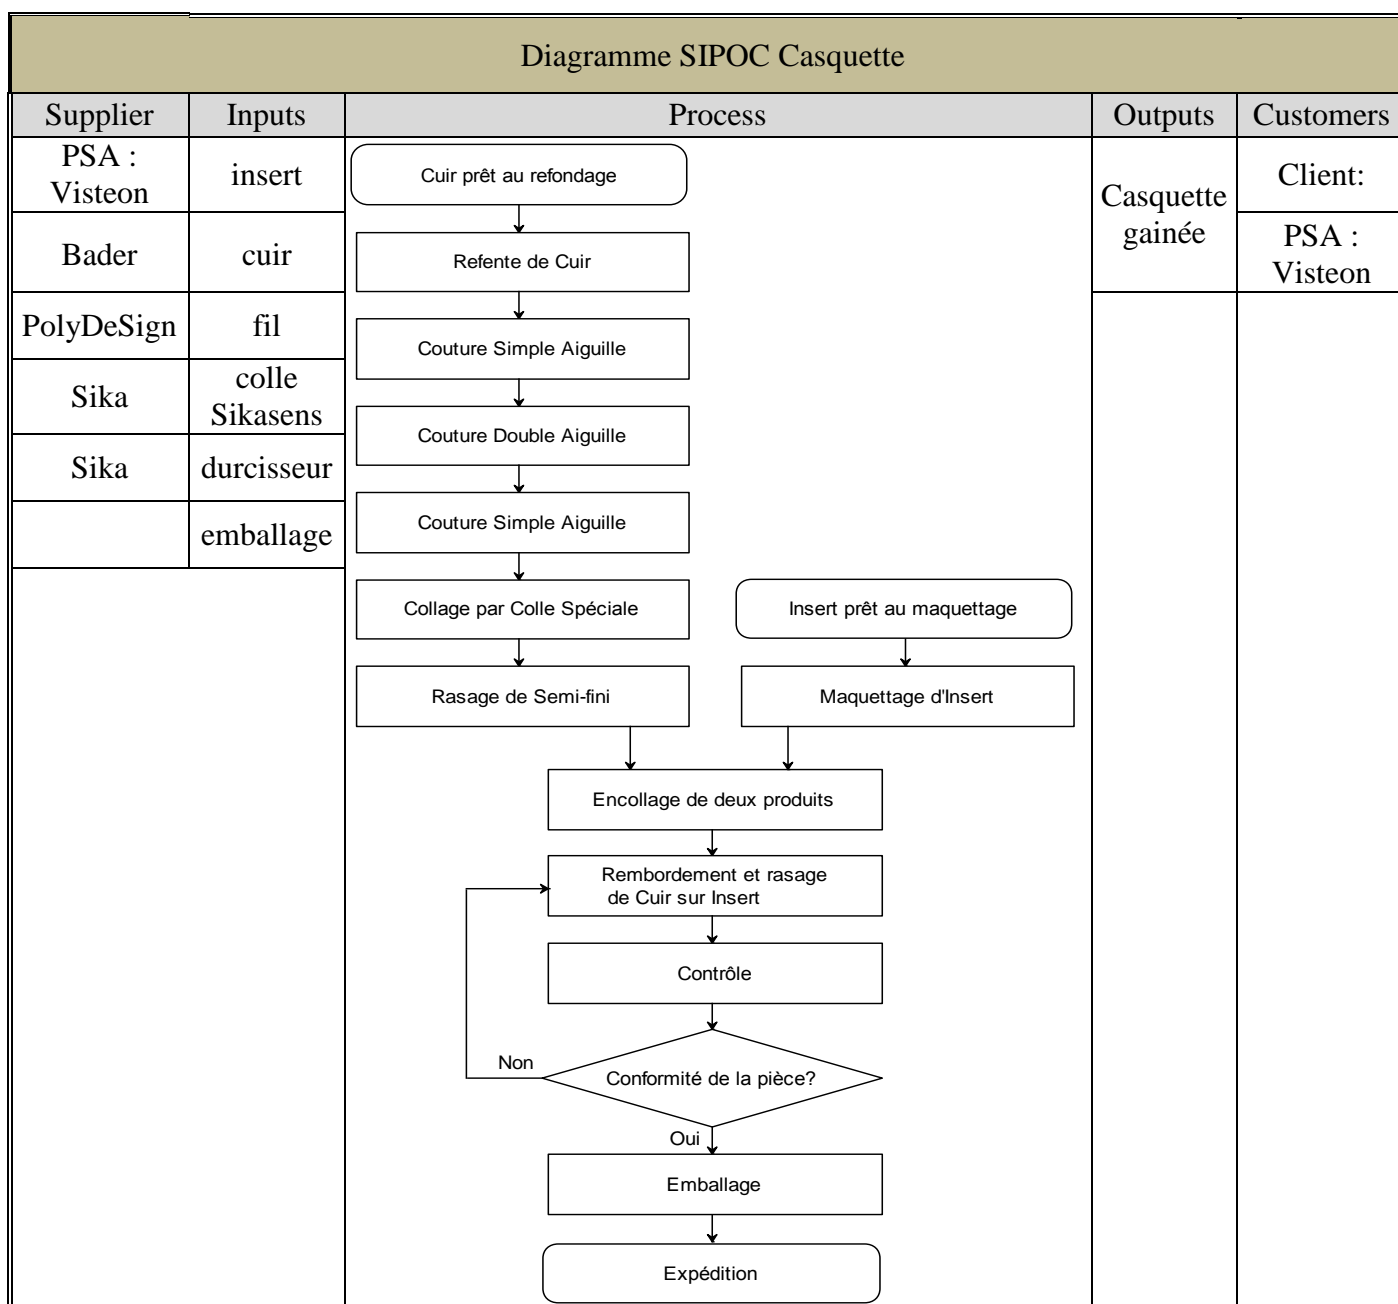 Diagramme SIPOC Casquette
Supplier
Inputs
Process
Outputs
Customers
PSA :
Visteon
insert
Bader
cuir
PolyDeSign
fil
Sika
colle
Sikasens
Sika
durcisseur
emballage
Cuir prêt au refondage
Refente de Cuir
Couture Simple Aiguille
Couture Double Aiguille
Couture Simple Aiguille
Collage par Colle Spéciale
Rasage de Semi-fini
Insert prêt au maquettage
Maquettage d'Insert
Encollage de deux produits
Rembordement et rasage
de Cuir sur Insert
Contrôle
Conformité de la pièce?
Non
Oui
Emballage
Expédition
Casquette
gainée
Client:
PSA :
Visteon